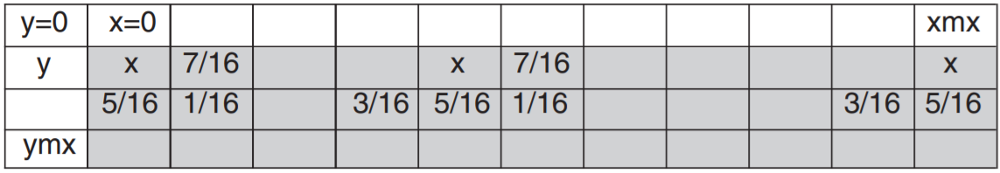 y=0 x=0 xmx
y x 7/16 x 7/16 x
5/16 1/16 3/16 5/16 1/16 3/16 5/16
ymx